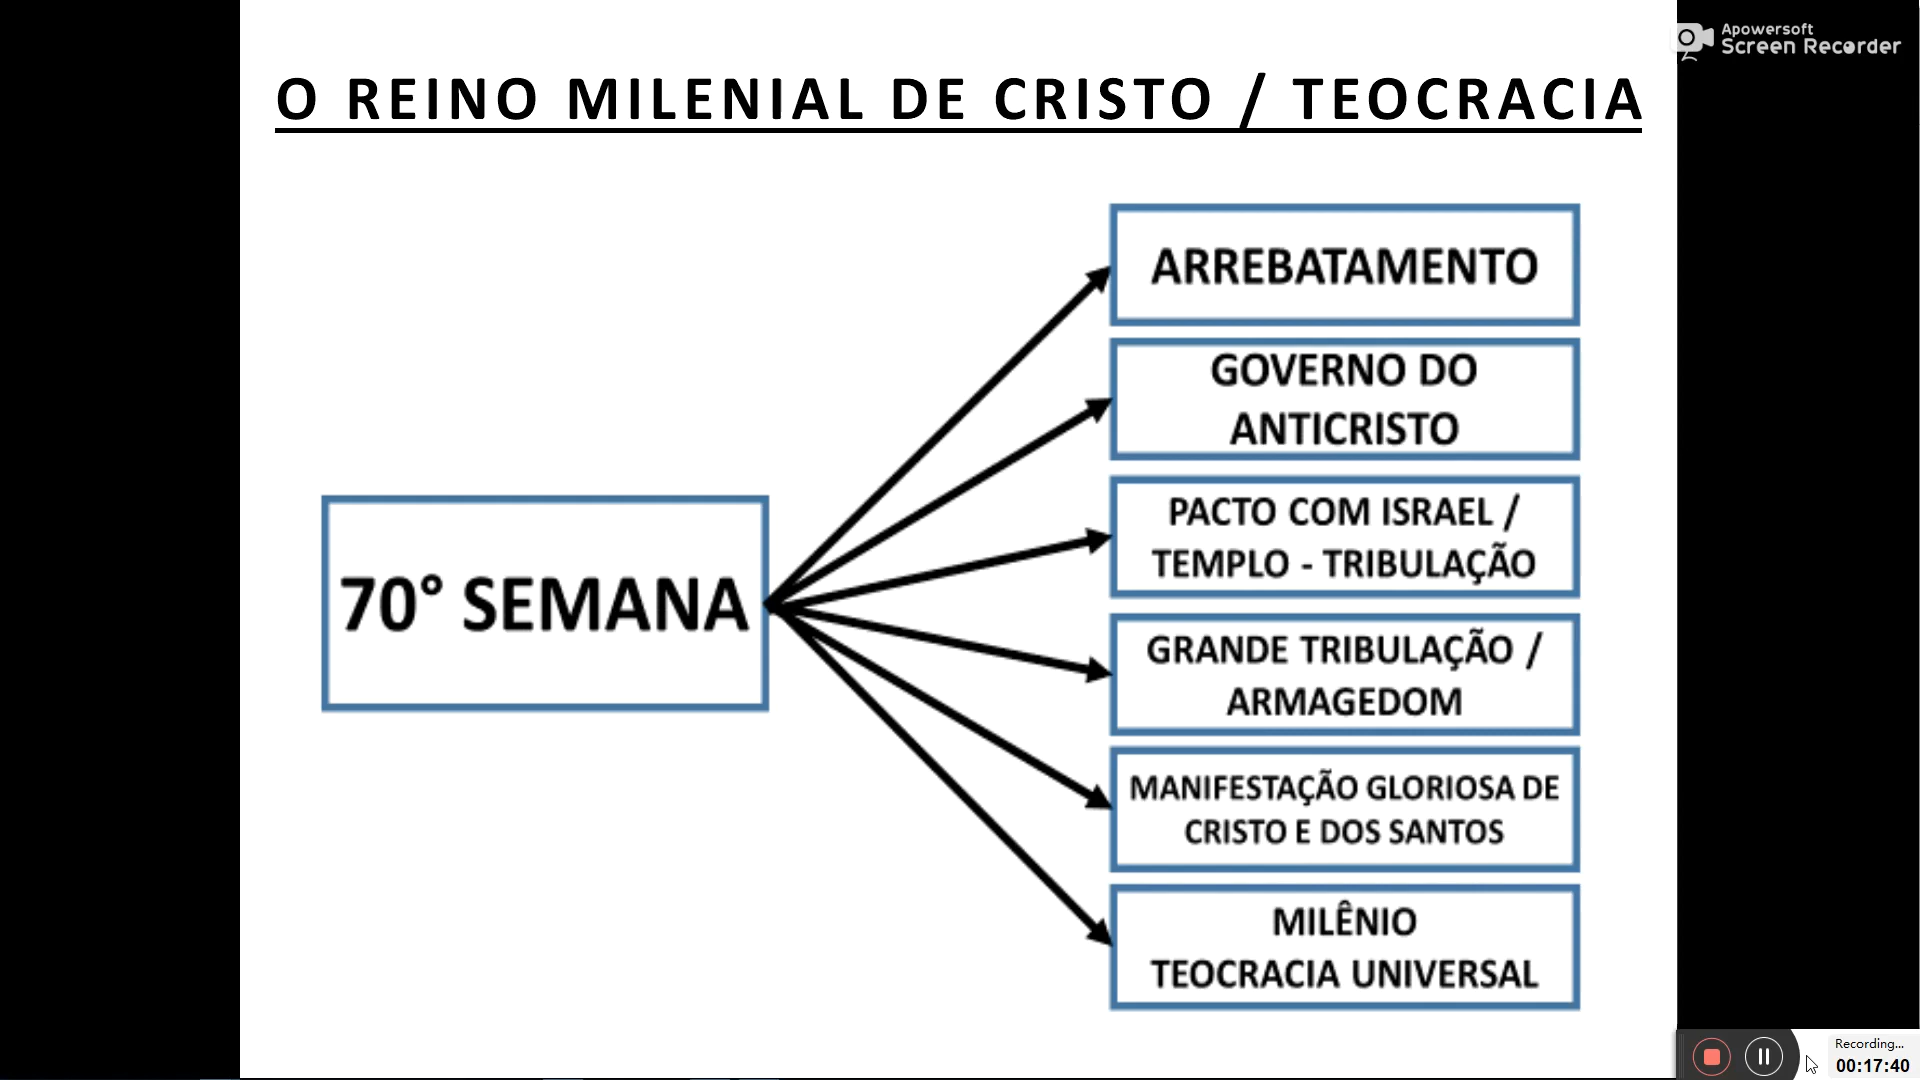 Apowersoft
Screen Recorder
O REINO MILENIAL DE CRISTO / TEOCRACIA
70° SEMANA
ARREBATAMENTO
GOVERNO DO
ANTICRISTO
PACTO COM ISRAEL /
TEMPLO - TRIBULAÇÃO
GRANDE TRIBULAÇÃO /
ARMAGEDOM
MANIFESTAÇÃO GLORIOSA DE
CRISTO E DOS SANTOS
MILÊNIO
TEOCRACIA UNIVERSAL
Recording...
00:17:40